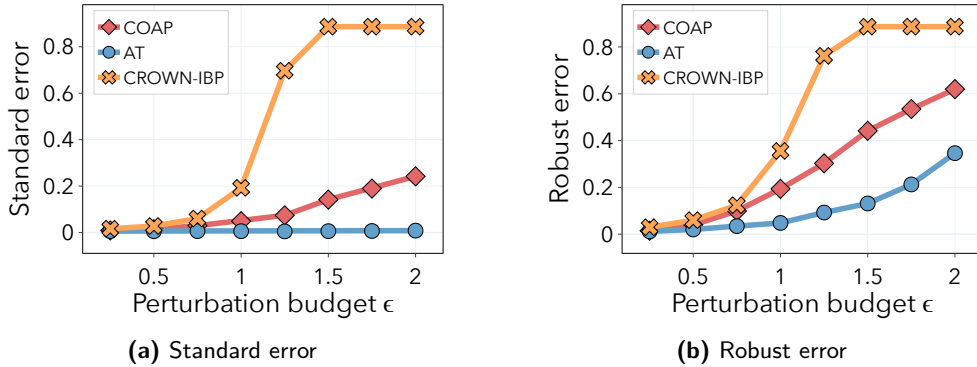 COAP
AT
CROWN-IBP
Standard error
0.8
0.6
0.4
0.2
0
0.5
1
1.5
2
Perturbation budget ϵ
(a) Standard error
COAP
AT
CROWN-IBP
Robust error
0.8
0.6
0.4
0.2
0
0.5
1
1.5
2
Perturbation budget ϵ
(b) Robust error